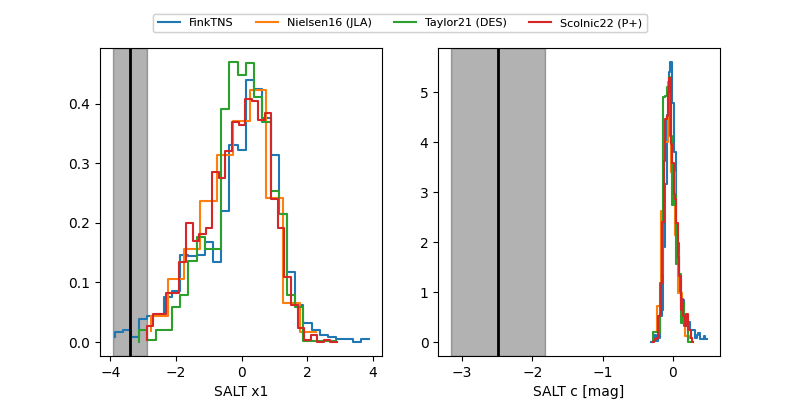 FinkTNS Nielsen16 (JLA) Taylor21 (DES) Scolnic22 (P+)
0.4
0.3
0.2
0.1
0.0
−4 −2 0 2 4
SALT x1
5
4
3
2
1
0
−3 −2 −1 0
SALT c [mag]